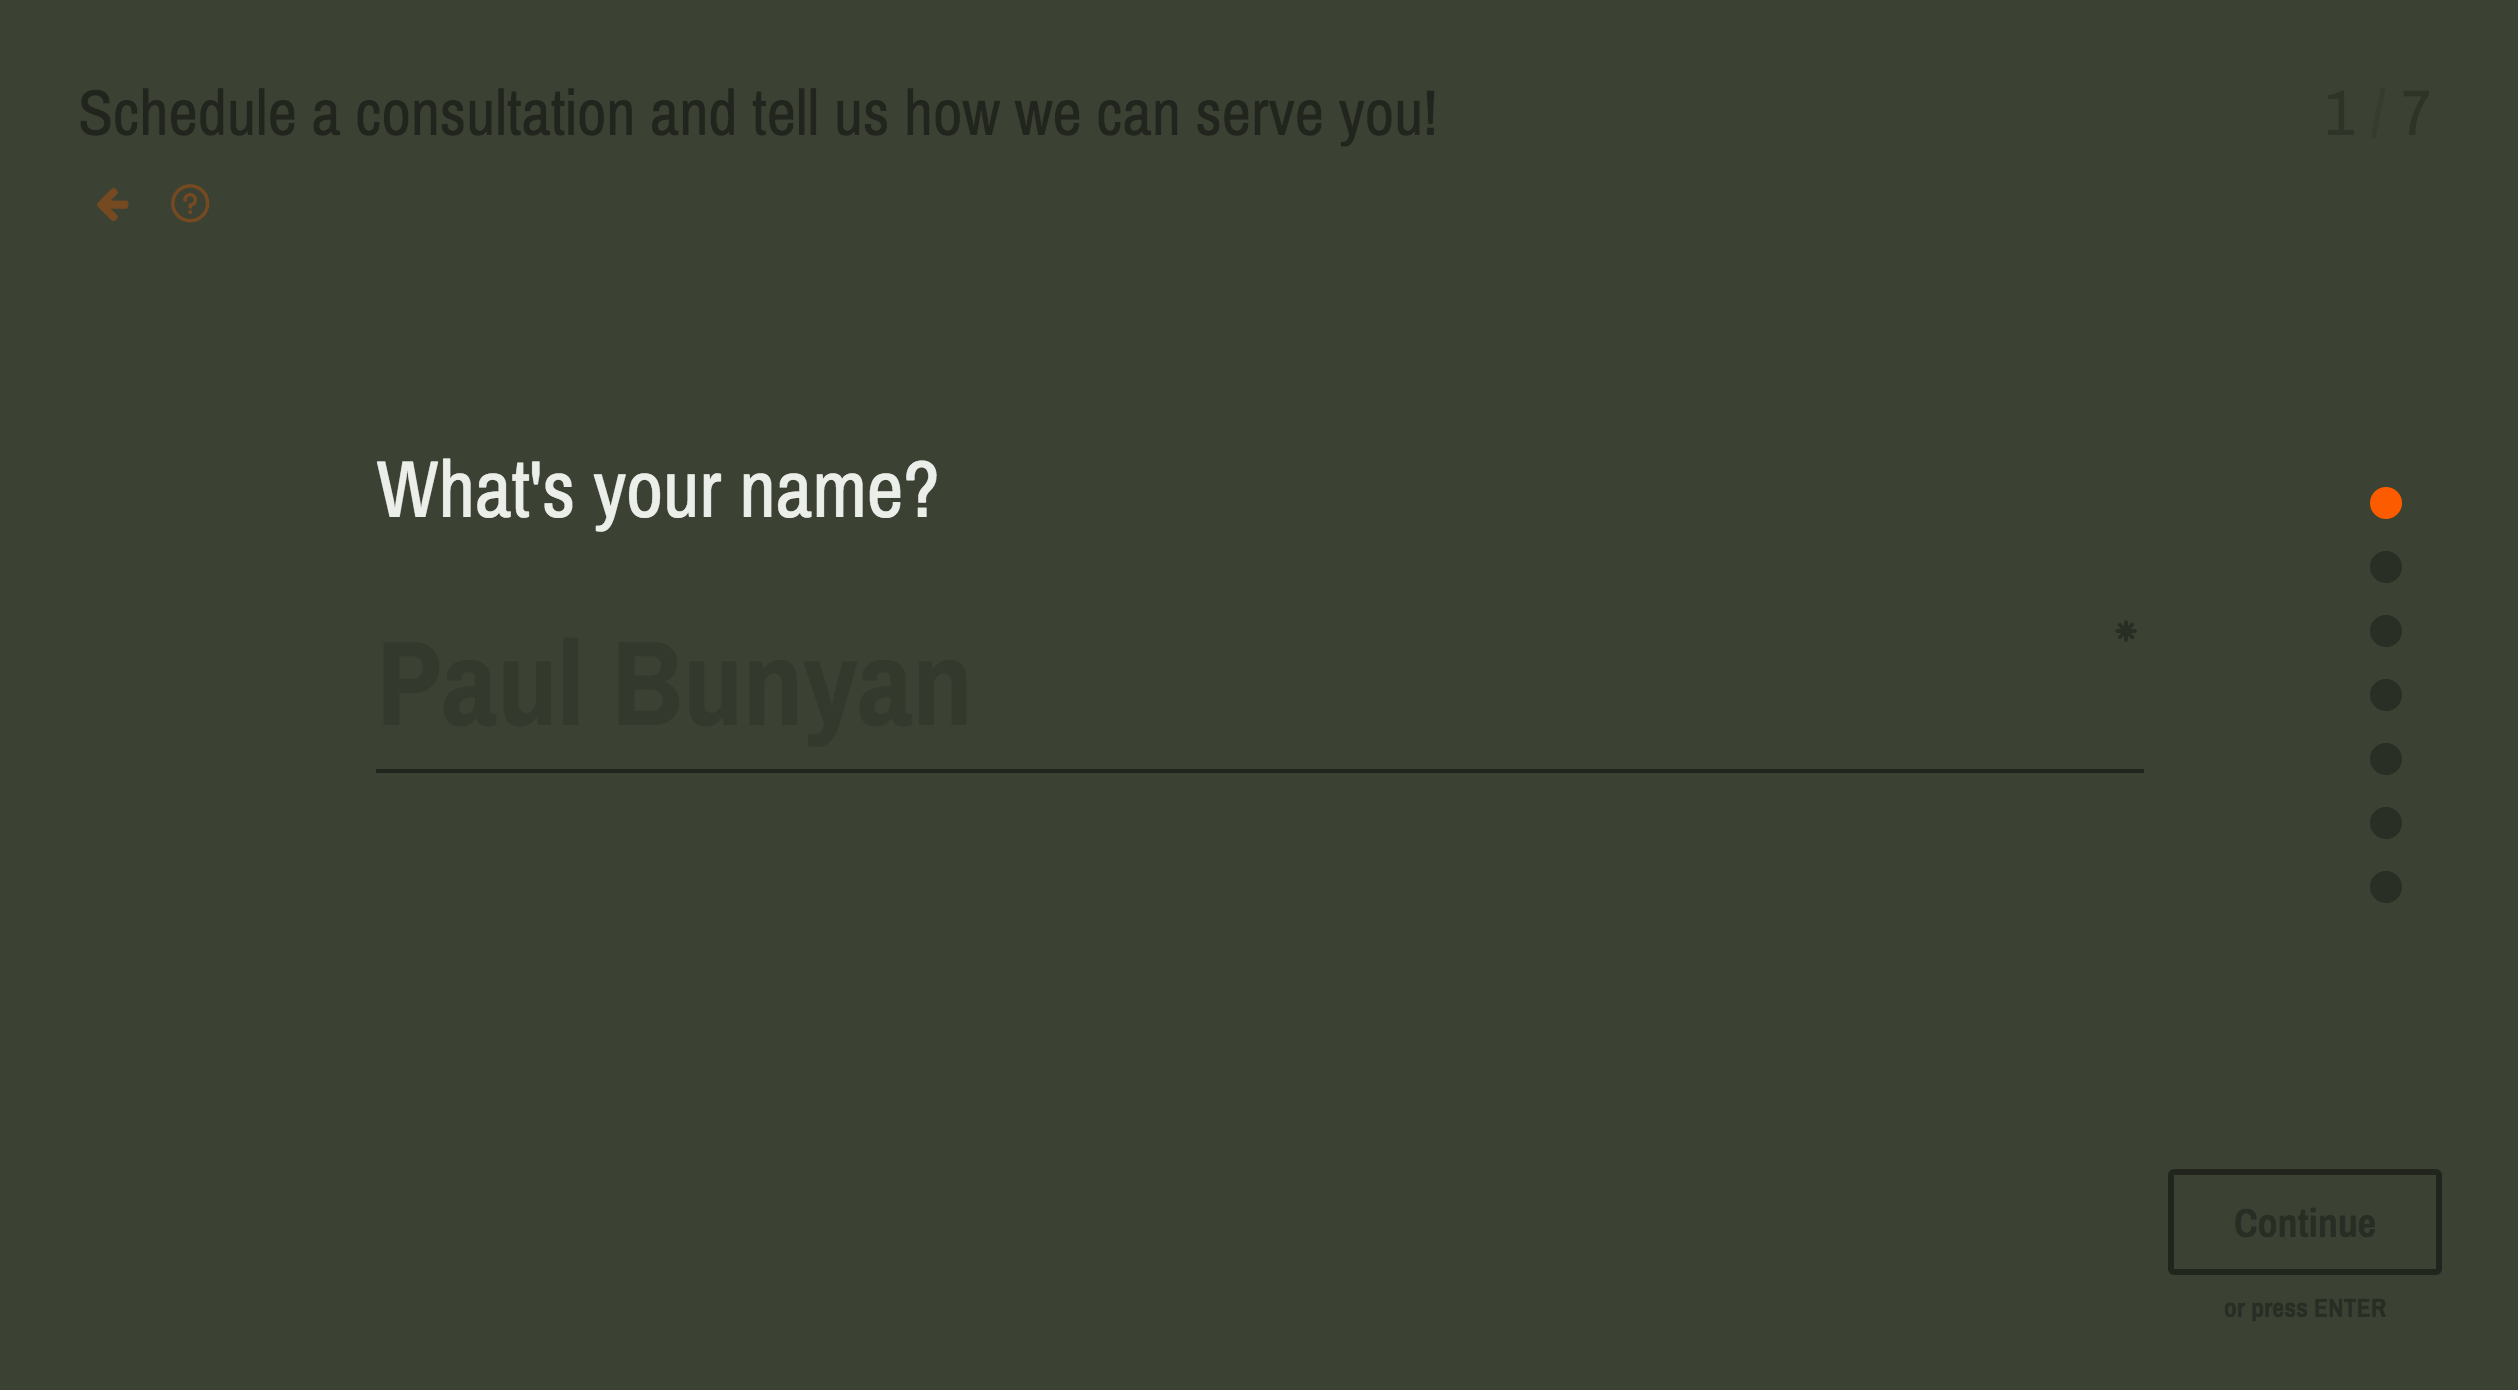 Schedule a consultation and tell us how we can serve you!
1 / 7
What's your name?
*
Paul Bunyan
Continue
or press ENTER